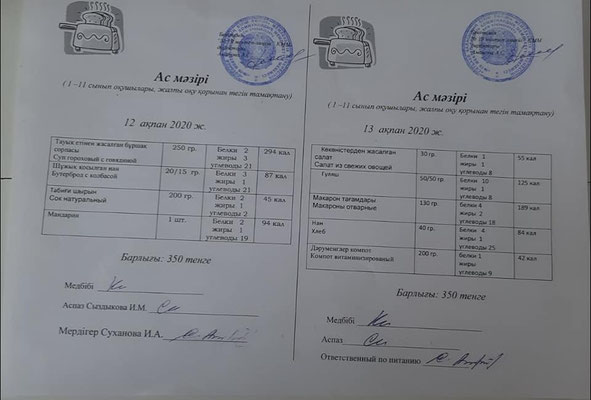 Ас мәзірі
(1–11 сынып оқушылары, жалпы оқу қорынан тегін тамақтану)
12 ақпан 2020 ж.
Тауық етінен жасалған бұршақ сорпасы
Суп гороховый с говядиной
250 гр.
Белки 2
жиры 3
углеводы 21
294 кал
Шұжық қосылған нан
Бутерброд с колбасой
20/15 гр.
Белки 3
жиры 1
углеводы 21
87 кал
Табиғи шырын
Сок натуральный
200 гр.
Белки 2
жиры 1
углеводы 2
45 кал
Мандарин
1 шт.
Белки 2
жиры 1
углеводы 19
94 кал
Барлығы: 350 тенге
Медбібі
Аспаз Сыздыкова И.М.
Мердігер Суханова И.А.
Ас мәзірі
(1–11 сынып оқушылары, жалпы оқу қорынан тегін тамақтану)
13 ақпан 2020 ж.
Көкөністерден жасалған салат
Салат из свежих овощей
30 гр.
Белки 1
жиры 1
углеводы 8
55 кал
Гуляш
50/50 гр.
Белки 10
жиры 1
углеводы 8
125 кал
Макарон тағамдары
Макароны отварные
130 гр.
белки 4
жиры 2
углеводы 18
189 кал
Нан
Хлеб
40 гр.
Белки 4
жиры 1
углеводы 25
84 кал
Дәрумендер компот
Компот витаминизированый
200 гр.
белки 1
жиры
углеводы 9
42 кал
Барлығы: 350 тенге
Медбібі
Аспаз
Ответственный по питанию